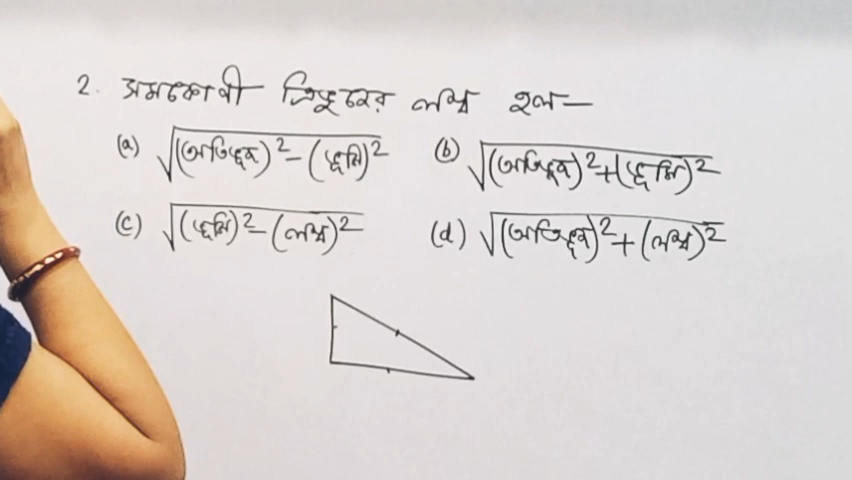 2. সমকোণী ত্রিভুজের লম্ব হল—
(a) √(অতিভুজ)² – (ভূমি)² (b) √(অতিভুজ)² + (ভূমি)²
(c) √(ভূমি)² – (লম্ব)² (d) √(অতিভুজ)² + (লম্ব)²